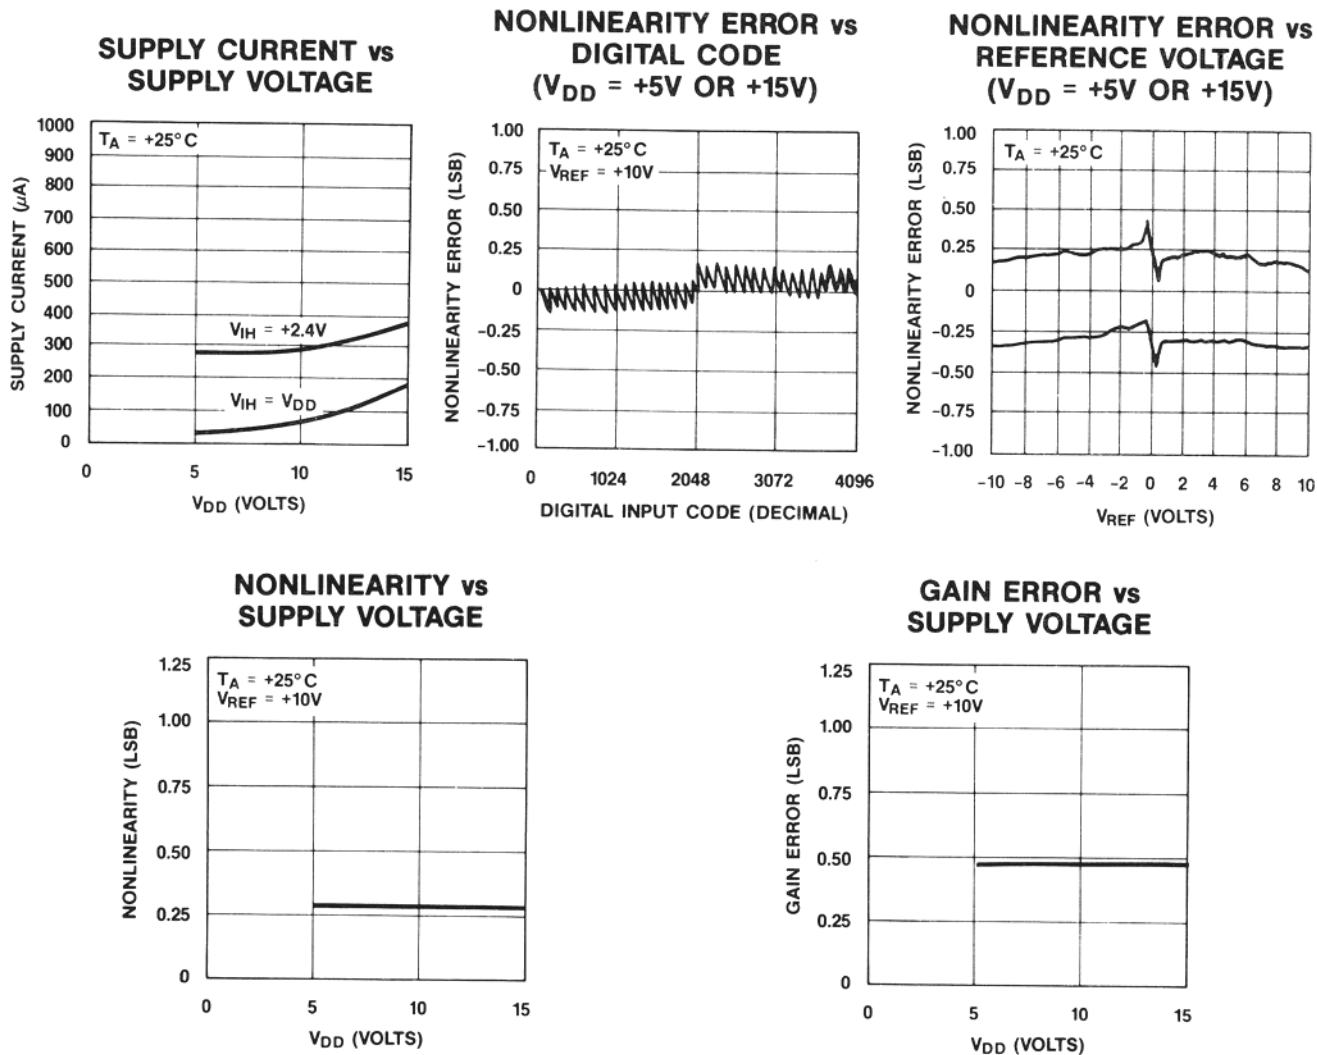 SUPPLY CURRENT vs
SUPPLY VOLTAGE
1000
900
800
700
600
500
400
300
200
100
0
SUPPLY CURRENT (μA)
TA = +25°C
VIH = +2.4V
VIH = VDD
0 5 10 15
VDD (VOLTS)
NONLINEARITY ERROR vs
DIGITAL CODE
(VDD = +5V OR +15V)
1.00
0.75
0.50
0.25
0
−0.25
−0.50
−0.75
−1.00
NONLINEARITY ERROR (LSB)
TA = +25°C
VREF = +10V
0 1024 2048 3072 4096
DIGITAL INPUT CODE (DECIMAL)
NONLINEARITY ERROR vs
REFERENCE VOLTAGE
(VDD = +5V OR +15V)
1.00
0.75
0.50
0.25
0
−0.25
−0.50
−0.75
−1.00
NONLINEARITY ERROR (LSB)
TA = +25°C
−10 −8 −6 −4 −2 0 2 4 6 8 10
VREF (VOLTS)
NONLINEARITY vs
SUPPLY VOLTAGE
1.25
1.00
0.75
0.50
0.25
0
NONLINEARITY (LSB)
TA = +25°C
VREF = +10V
0 5 10 15
VDD (VOLTS)
GAIN ERROR vs
SUPPLY VOLTAGE
1.25
1.00
0.75
0.50
0.25
0
GAIN ERROR (LSB)
TA = +25°C
VREF = +10V
0 5 10 15
VDD (VOLTS)